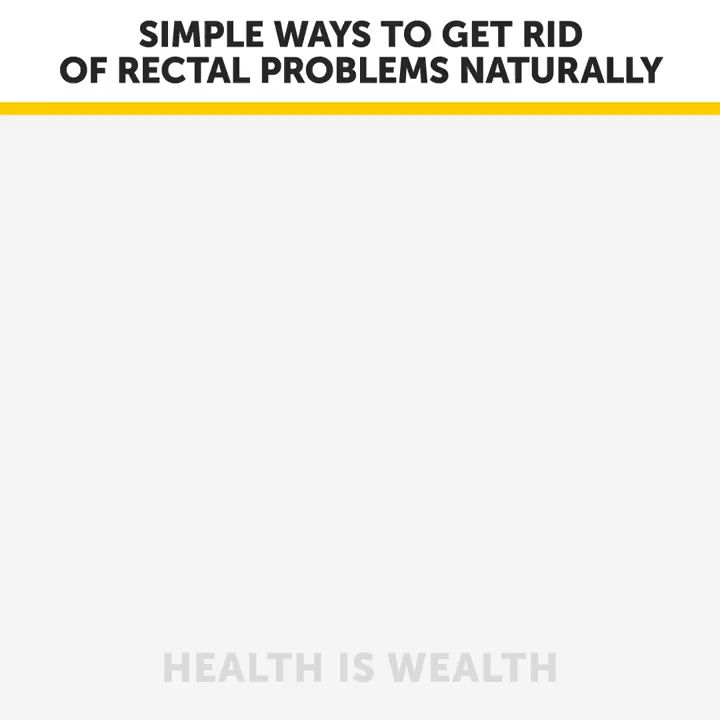 SIMPLE WAYS TO GET RID
OF RECTAL PROBLEMS NATURALLY
HEALTH IS WEALTH